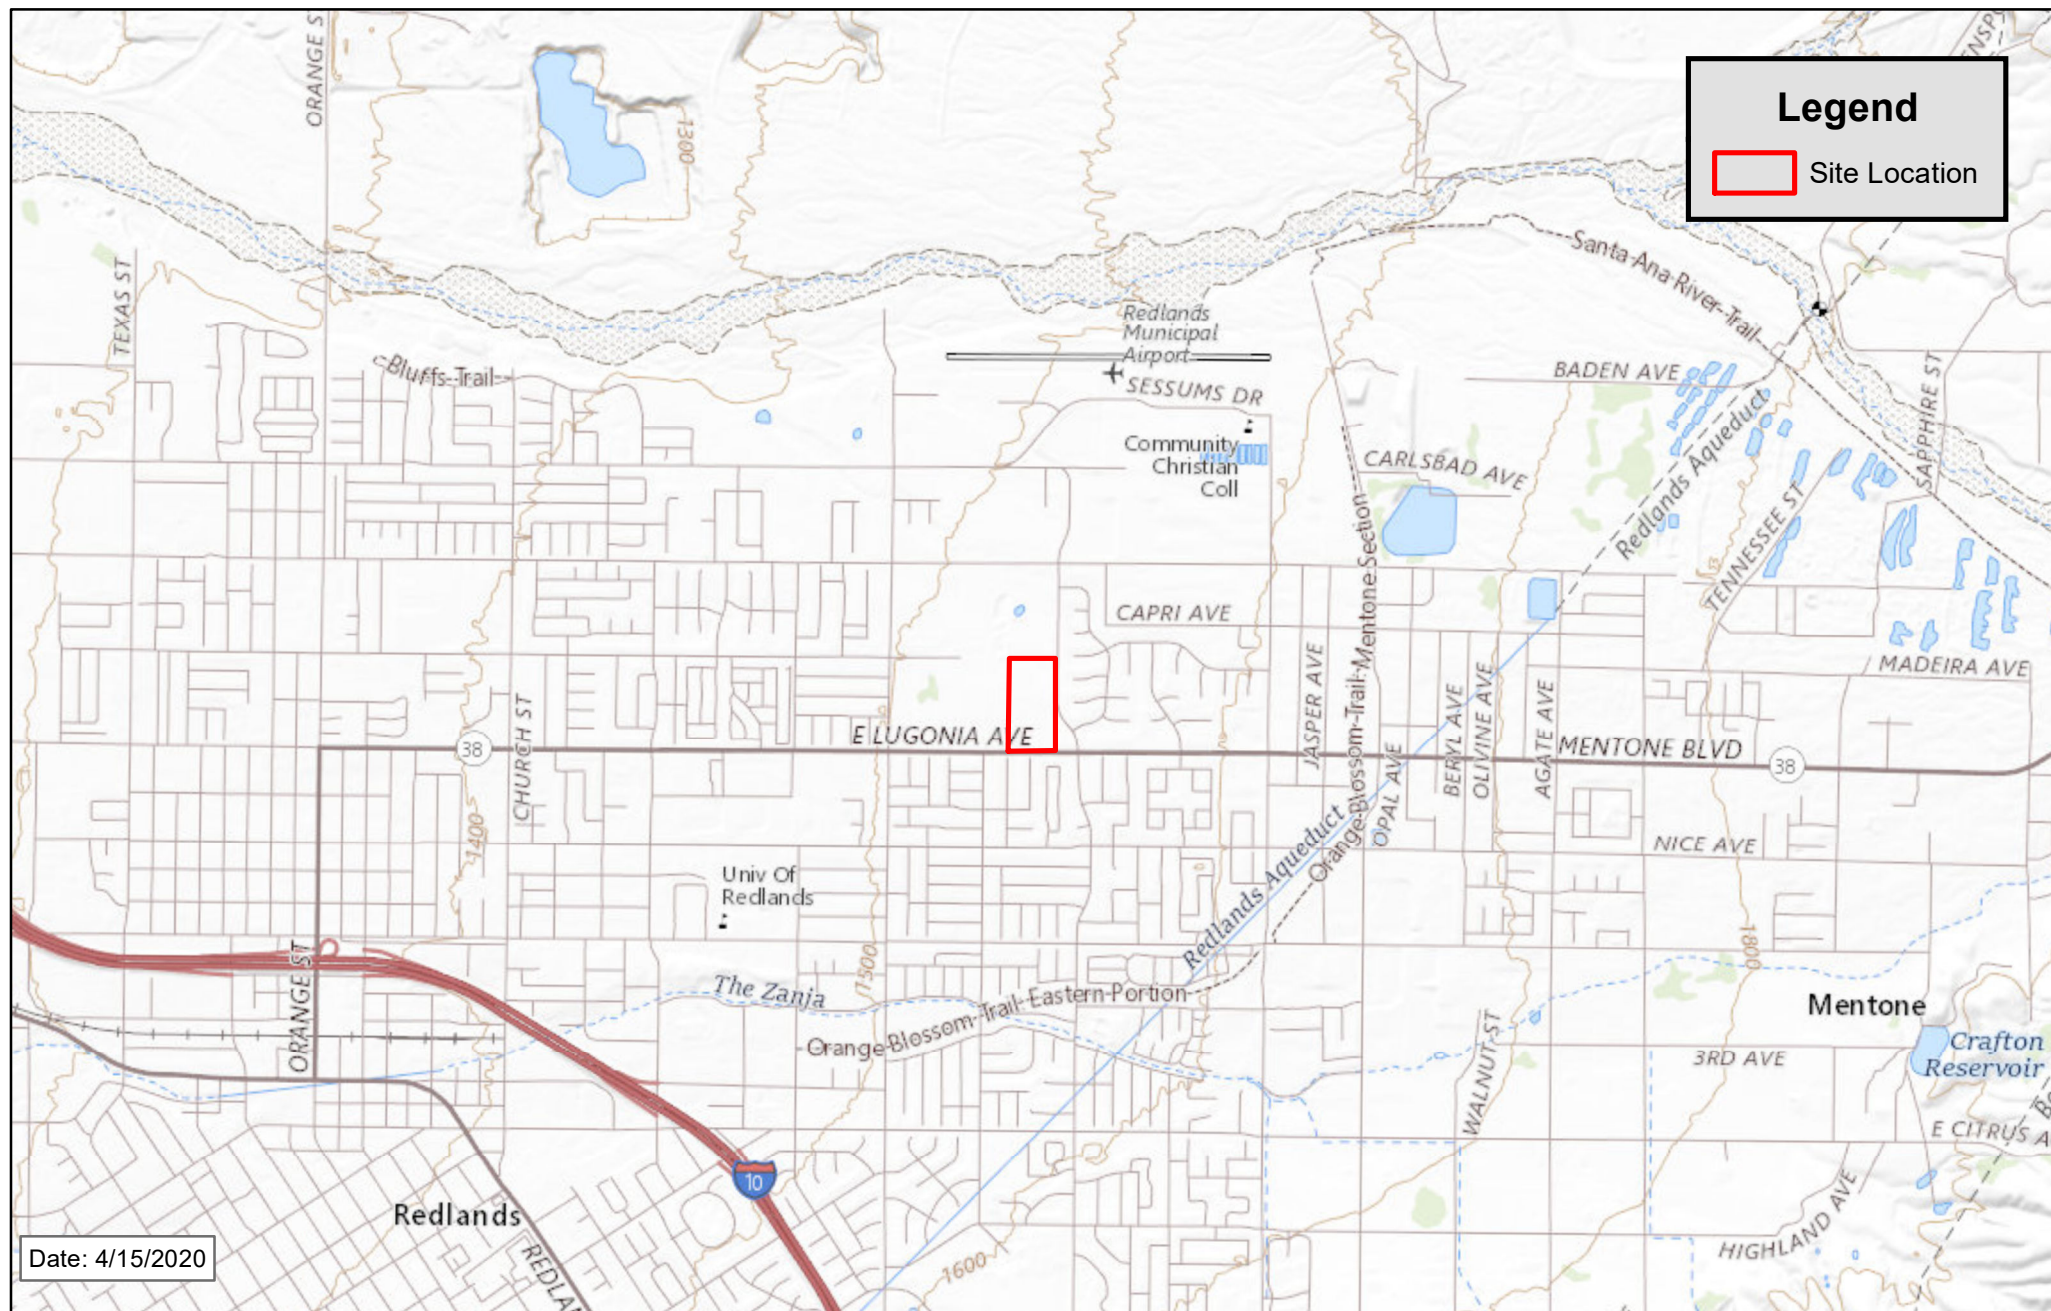 ORANGE ST
1300
Legend
Site Location
TEXAS ST
Bluffs Trail
Redlands
Municipal
Airport
SESSUMS DR
Community
Christian
Coll
Santa Ana River Trail
BADEN AVE
SAPPHIRE ST
CARLSBAD AVE
Redlands Aqueduct
TENNESSEE ST
CAPRI AVE
JASPER AVE
Orange Blossom Trail: Mentone Section
MADEIRA AVE
BERYL AVE
OLIVINE AVE
AGATE AVE
CHURCH ST
38
E LUGONIA AVE
MENTONE BLVD
38
OPAL AVE
NICE AVE
1400
Univ Of
Redlands
Redlands Aqueduct
Orange Blossom Trail: Eastern Portion
1500
1800
The Zanja
ORANGE ST
WALNUT ST
Mentone
Crafton
Reservoir
3RD AVE
E CITRUS A
HIGHLAND AVE
10
Redlands
REDLA
1600
Date: 4/15/2020